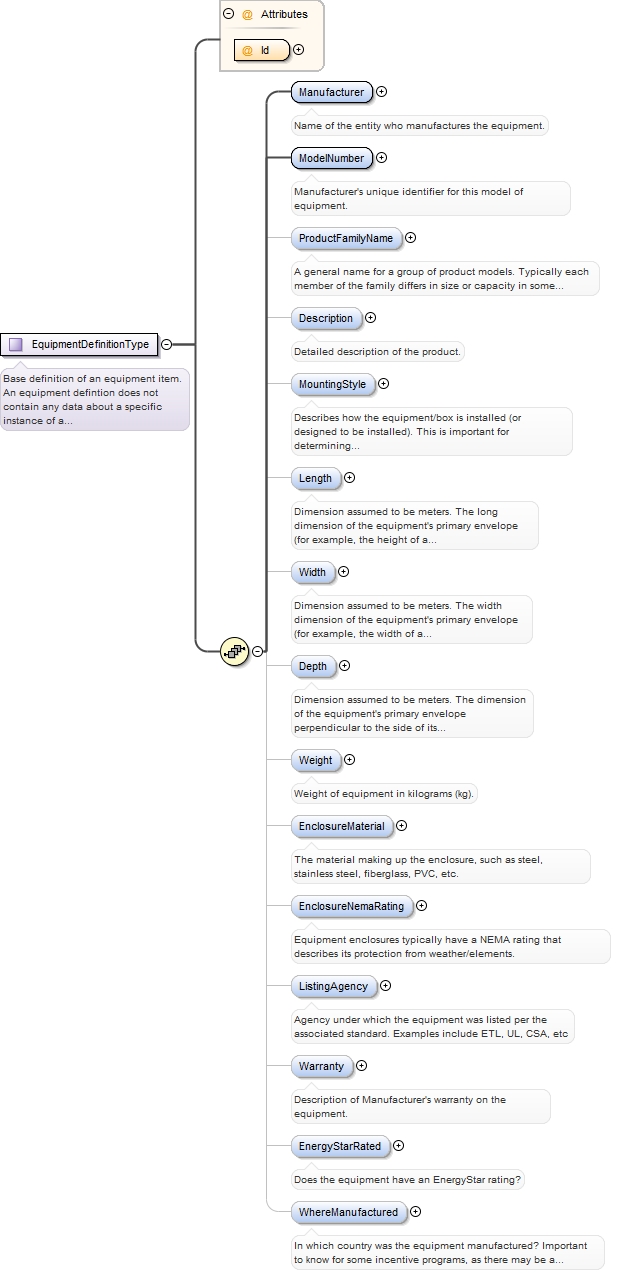 @ Attributes
@ Id
Manufacturer
Name of the entity who manufactures the equipment.
ModelNumber
Manufacturer's unique identifier for this model of
equipment.
ProductFamilyName
A general name for a group of product models. Typically each
member of the family differs in size or capacity in some...
Description
Detailed description of the product.
EquipmentDefinitionType
Base definition of an equipment item.
An equipment defintion does not
contain any data about a specific
instance of a...
MountingStyle
Describes how the equipment/box is installed (or
designed to be installed). This is important for
determining...
Length
Dimension assumed to be meters. The long
dimension of the equipment's primary envelope
(for example, the height of a...
Width
Dimension assumed to be meters. The width
dimension of the equipment's primary envelope
(for example, the width of a...
Depth
Dimension assumed to be meters. The dimension
of the equipment's primary envelope
perpendicular to the side of its...
Weight
Weight of equipment in kilograms (kg).
EnclosureMaterial
The material making up the enclosure, such as steel,
stainless steel, fiberglass, PVC, etc.
EnclosureNemaRating
Equipment enclosures typically have a NEMA rating that
describes its protection from weather/elements.
ListingAgency
Agency under which the equipment was listed per the
associated standard. Examples include ETL, UL, CSA, etc
Warranty
Description of Manufacturer's warranty on the
equipment.
EnergyStarRated
Does the equipment have an EnergyStar rating?
WhereManufactured
In which country was the equipment manufactured? Important
to know for some incentive programs, as there may be a...